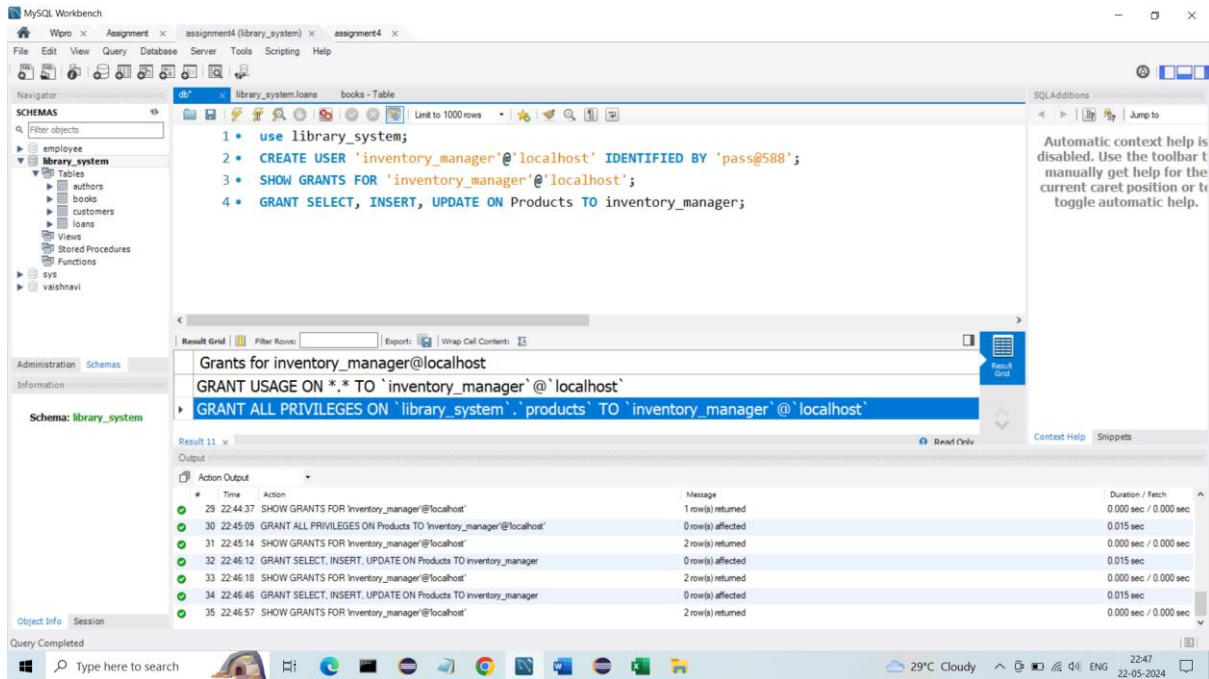 MySQL Workbench
Wipro × Assignment × assignment4 (library_system) × assignment4 ×
File Edit View Query Database Server Tools Scripting Help
Navigator
SCHEMAS
Filter objects
employee
library_system
Tables
authors
books
customers
loans
Views
Stored Procedures
Functions
sys
vaishnavi
Administration Schemas
Information
Schema: library_system
Object Info Session
db* × library_system.loans books - Table
Limit to 1000 rows
1 use library_system;
2 CREATE USER 'inventory_manager'@'localhost' IDENTIFIED BY 'pass@588';
3 SHOW GRANTS FOR 'inventory_manager'@'localhost';
4 GRANT SELECT, INSERT, UPDATE ON Products TO inventory_manager;
Result Grid Filter Rows: Export: Wrap Cell Content:
Grants for inventory_manager@localhost
GRANT USAGE ON *.* TO `inventory_manager`@`localhost`
GRANT ALL PRIVILEGES ON `library_system`.`products` TO `inventory_manager`@`localhost`
Result Grid
Result 11 × Read Only
SQLAdditions
Jump to
Automatic context help is
disabled. Use the toolbar t
manually get help for the
current caret position or to
toggle automatic help.
Context Help Snippets
Output
Action Output
# Time Action Message Duration / Fetch
29 22:44:37 SHOW GRANTS FOR 'inventory_manager'@'localhost' 1 row(s) returned 0.000 sec / 0.000 sec
30 22:45:09 GRANT ALL PRIVILEGES ON Products TO 'inventory_manager'@'localhost' 0 row(s) affected 0.015 sec
31 22:45:14 SHOW GRANTS FOR 'inventory_manager'@'localhost' 2 row(s) returned 0.000 sec / 0.000 sec
32 22:46:12 GRANT SELECT, INSERT, UPDATE ON Products TO inventory_manager 0 row(s) affected 0.015 sec
33 22:46:18 SHOW GRANTS FOR 'inventory_manager'@'localhost' 2 row(s) returned 0.000 sec / 0.000 sec
34 22:46:46 GRANT SELECT, INSERT, UPDATE ON Products TO inventory_manager 0 row(s) affected 0.015 sec
35 22:46:57 SHOW GRANTS FOR 'inventory_manager'@'localhost' 2 row(s) returned 0.000 sec / 0.000 sec
Query Completed
Type here to search
29°C Cloudy ENG 22:47
22-05-2024